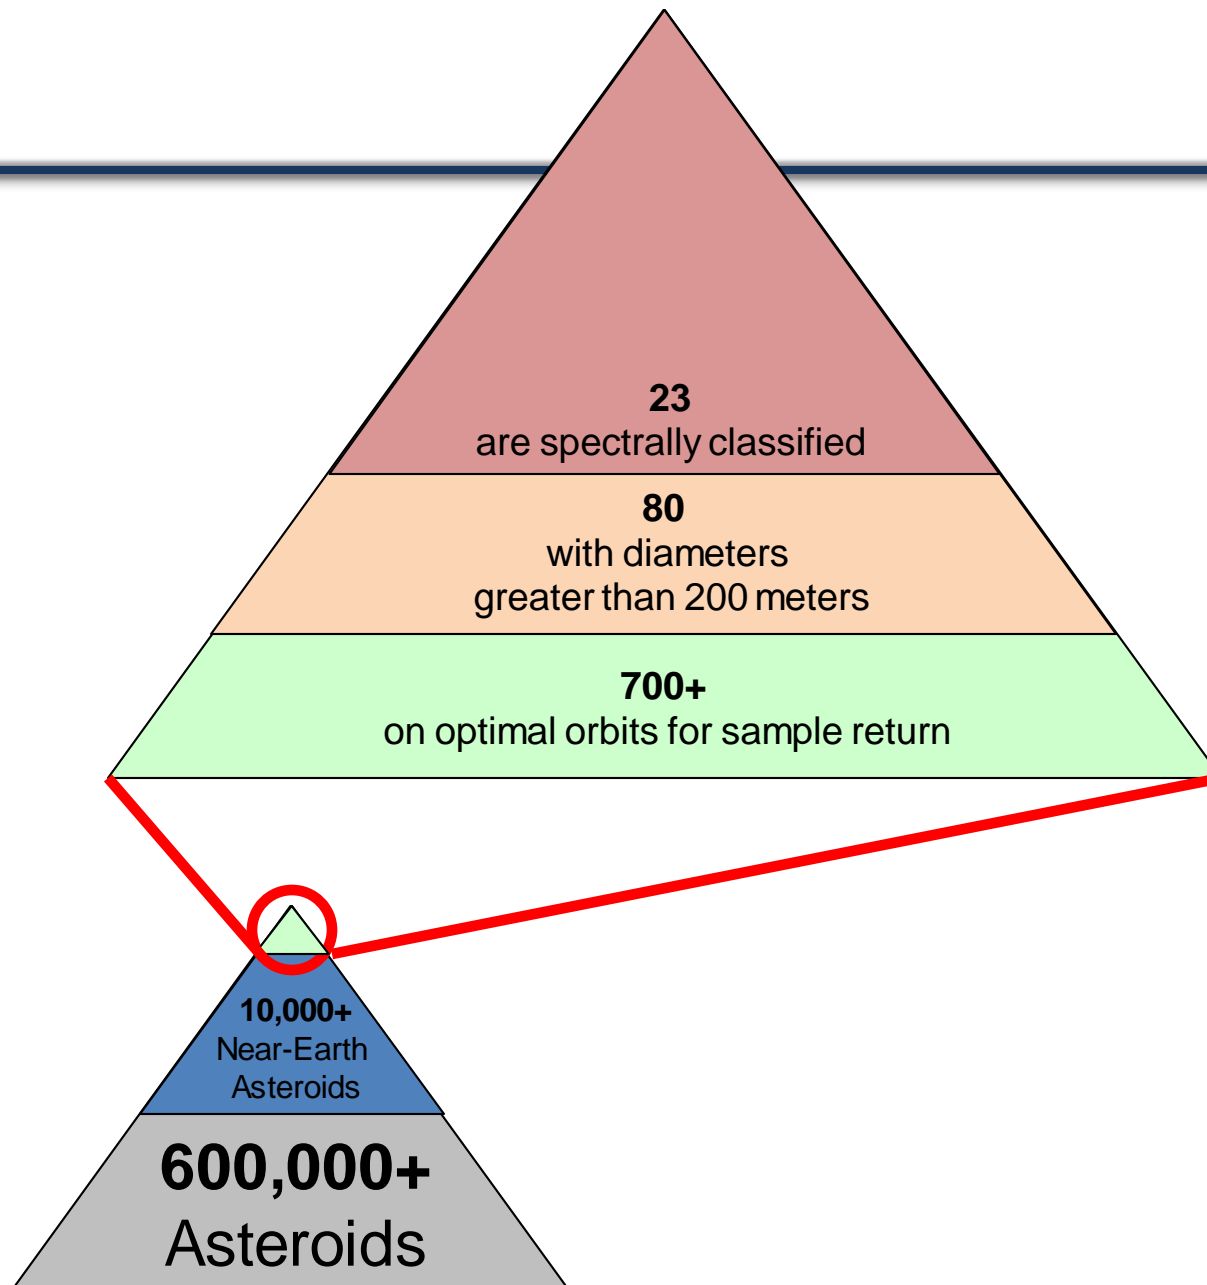 23
are spectrally classified
80
with diameters
greater than 200 meters
700+
on optimal orbits for sample return
10,000+
Near-Earth
Asteroids
600,000+
Asteroids